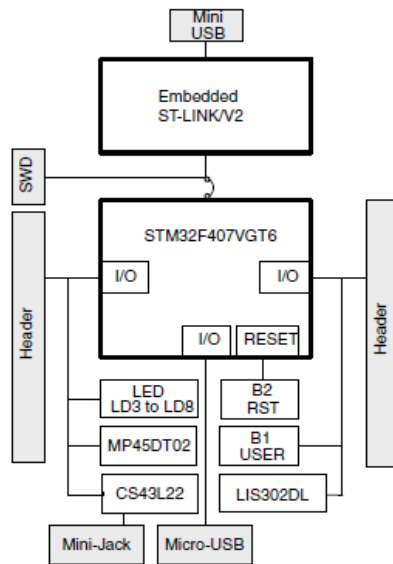 Mini
USB
Embedded
ST-LINK/V2
SWD
STM32F407VGT6
I/O
I/O
Header
Header
I/O
RESET
LED
LD3 to LD8
B2
RST
MP45DT02
B1
USER
CS43L22
LIS302DL
Mini-Jack
Micro-USB